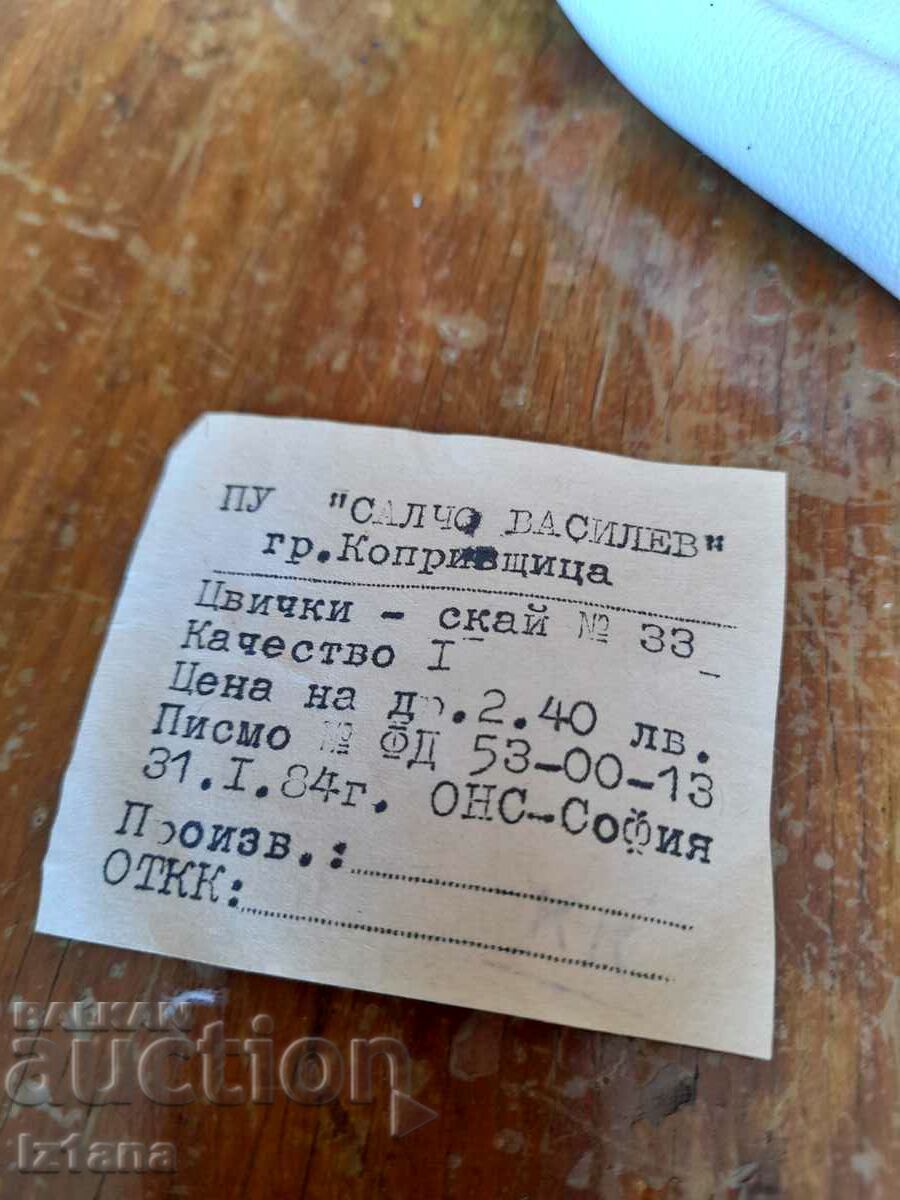 ПУ "САЛЧО ВАСИЛЕВ"
гр.Копривщица
Цвички - скай № 33
Качество I
Цена на др.2.40 лв.
Писмо № ФД 53-00-13
31.I.84г. ОНС-София
Произв.:
ОТКК:
BALKAN
auction
iz1ana